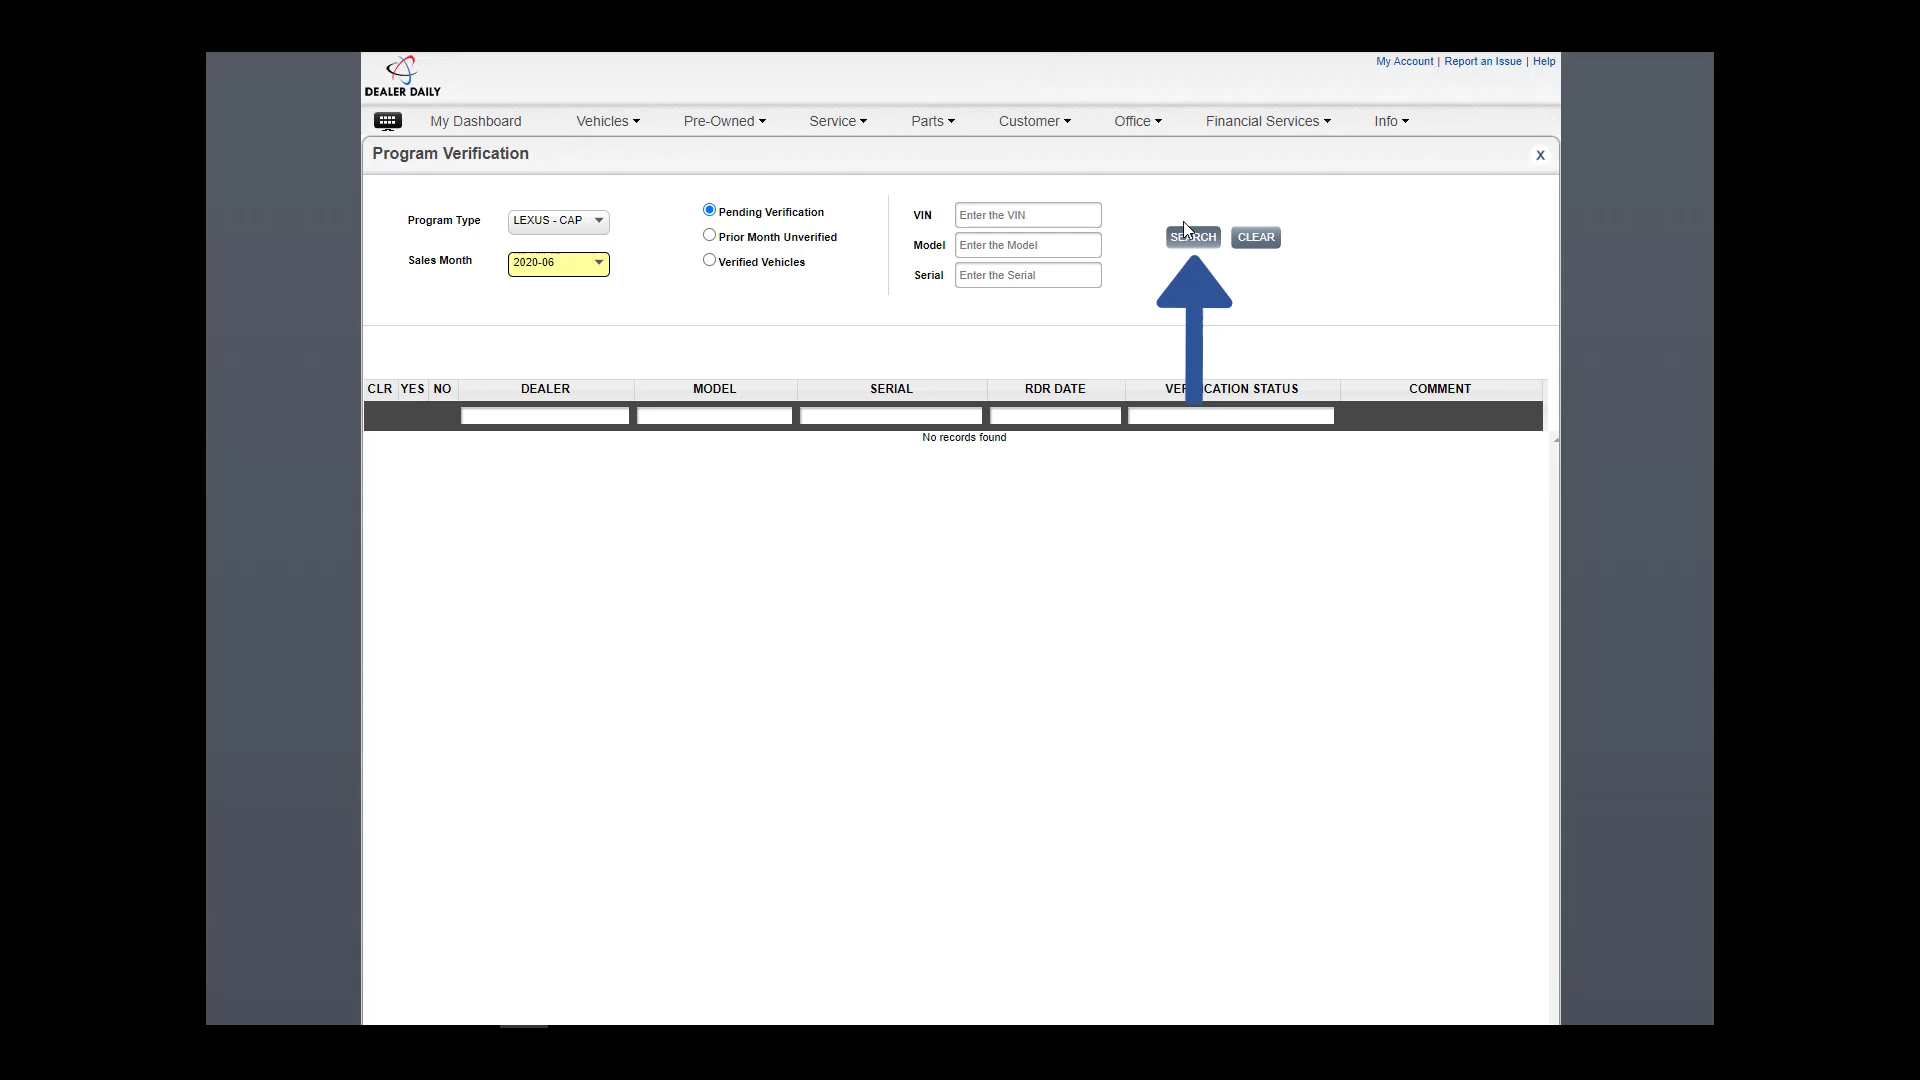 My Account | Report an Issue | Help
DEALER DAILY
My Dashboard Vehicles Pre-Owned Service Parts Customer Office Financial Services Info
Program Verification X
Program Type LEXUS - CAP
Sales Month 2020-06
Pending Verification
Prior Month Unverified
Verified Vehicles
VIN Enter the VIN
Model Enter the Model
Serial Enter the Serial
SEARCH CLEAR
CLR YES NO DEALER MODEL SERIAL RDR DATE VERIFICATION STATUS COMMENT
No records found